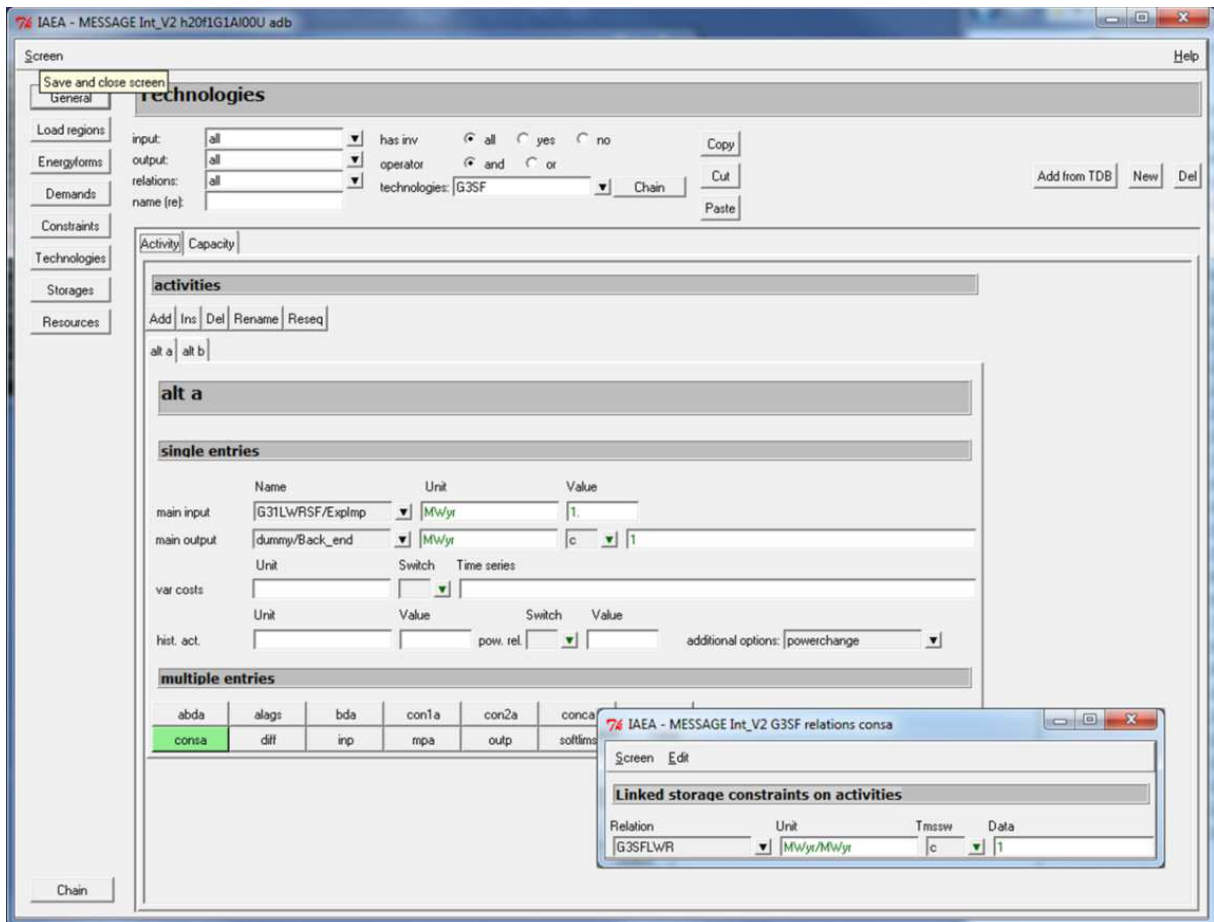 IAEA - MESSAGE Int_V2 h20f1G1Al00U adb
Screen Help
Save and close screen
General
Technologies
Load regions
Energyforms
Demands
Constraints
Technologies
Storages
Resources
input: all has inv all yes no Copy
output: all operator and or
relations: all technologies: G3SF Chain Cut Add from TDB New Del
name (re): Paste
Activity Capacity
activities
Add Ins Del Rename Reseq
alt a alt b
alt a
single entries
Name Unit Value
main input G31LWRSF/ExpImp MWyr 1.
main output dummy/Back_end MWyr c 1
Unit Switch Time series
var costs
Unit Value Switch Value
hist. act. pow. rel. additional options: powerchange
multiple entries
abda alags bda con1a con2a conca
consa diff inp mpa outp softlims
IAEA - MESSAGE Int_V2 G3SF relations consa
Screen Edit
Linked storage constraints on activities
Relation Unit Tmssw Data
G3SFLWR MWyr/MWyr c 1
Chain